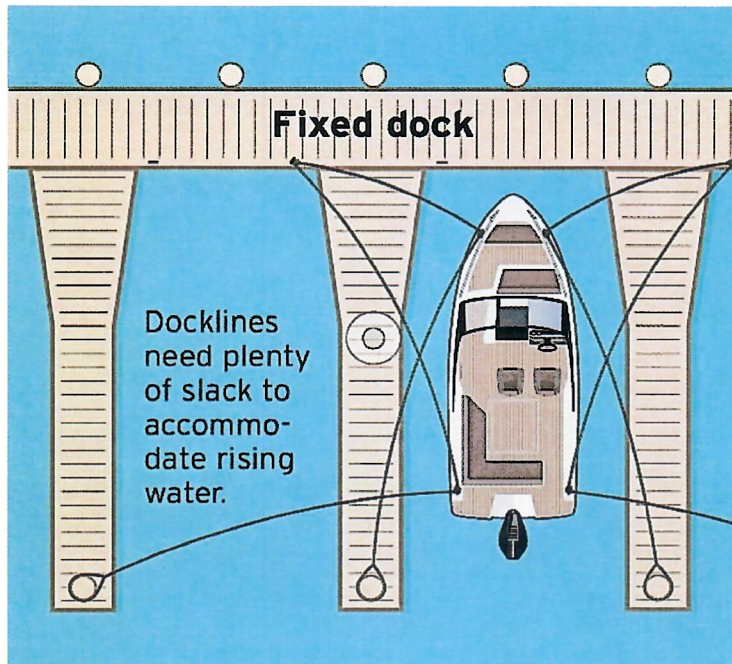 Fixed dock
Docklines
need plenty
of slack to
accommo-
date rising
water.